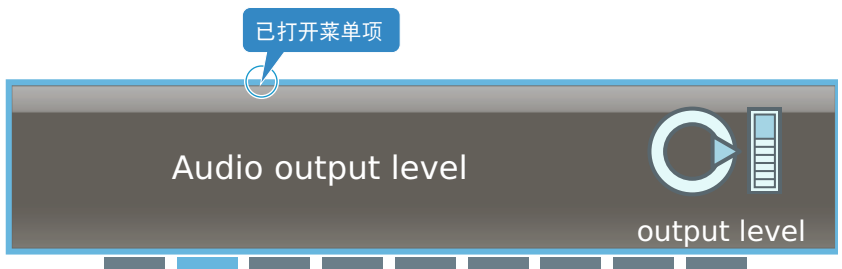 已打开菜单项
Audio output level
output level